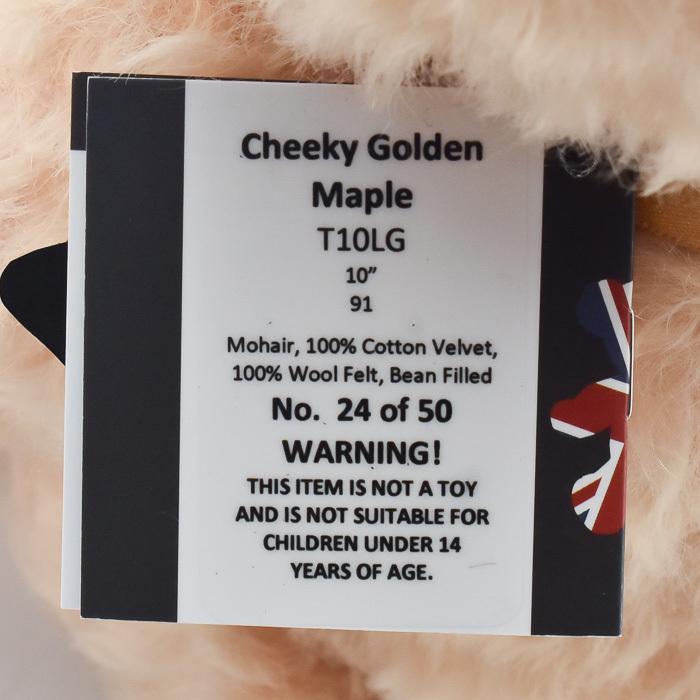 Cheeky Golden
Maple
T10LG
10”
91
Mohair, 100% Cotton Velvet,
100% Wool Felt, Bean Filled
No. 24 of 50
WARNING!
THIS ITEM IS NOT A TOY
AND IS NOT SUITABLE FOR
CHILDREN UNDER 14
YEARS OF AGE.